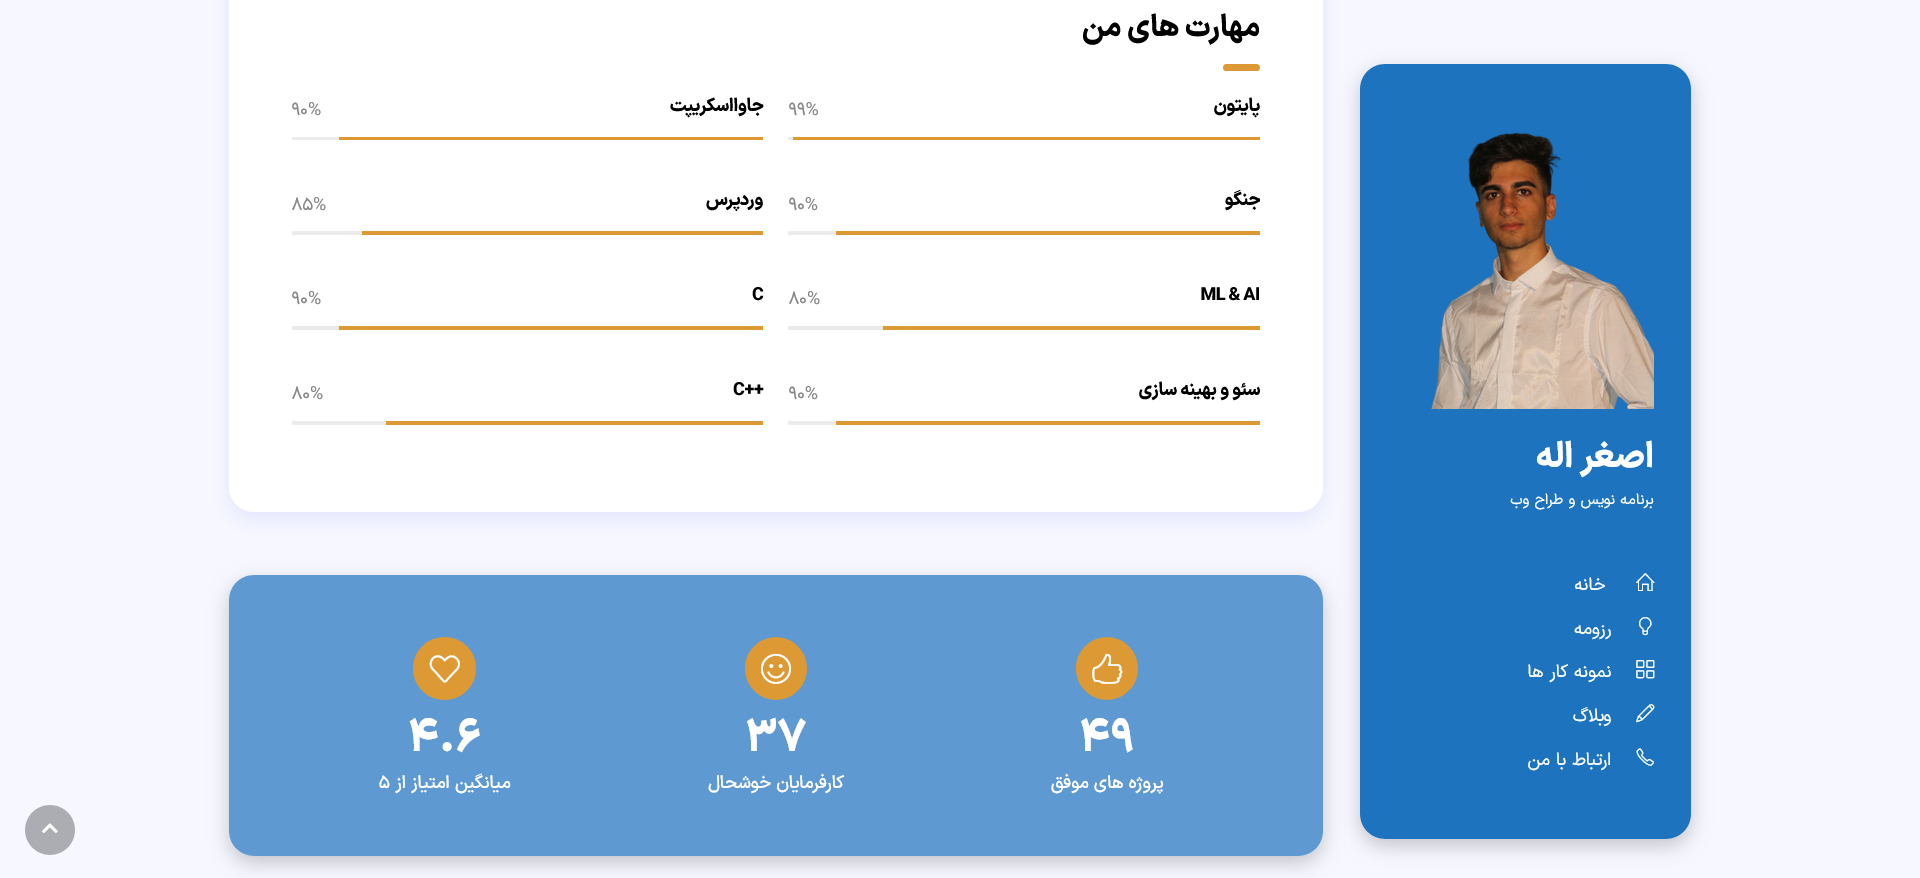 مهارت های من
پایتون
۹۹%
جاوااسکریپت
۹۰%
جنگو
۹۰%
وردپرس
۸۵%
ML & AI
۸۰%
C
۹۰%
سئو و بهینه سازی
۹۰%
C++
۸۰%
۴۹
پروژه های موفق
۳۷
کارفرمایان خوشحال
۴.۶
میانگین امتیاز از ۵
اصغر اله
برنامه نویس و طراح وب
خانه
رزومه
نمونه کار ها
وبلاگ
ارتباط با من